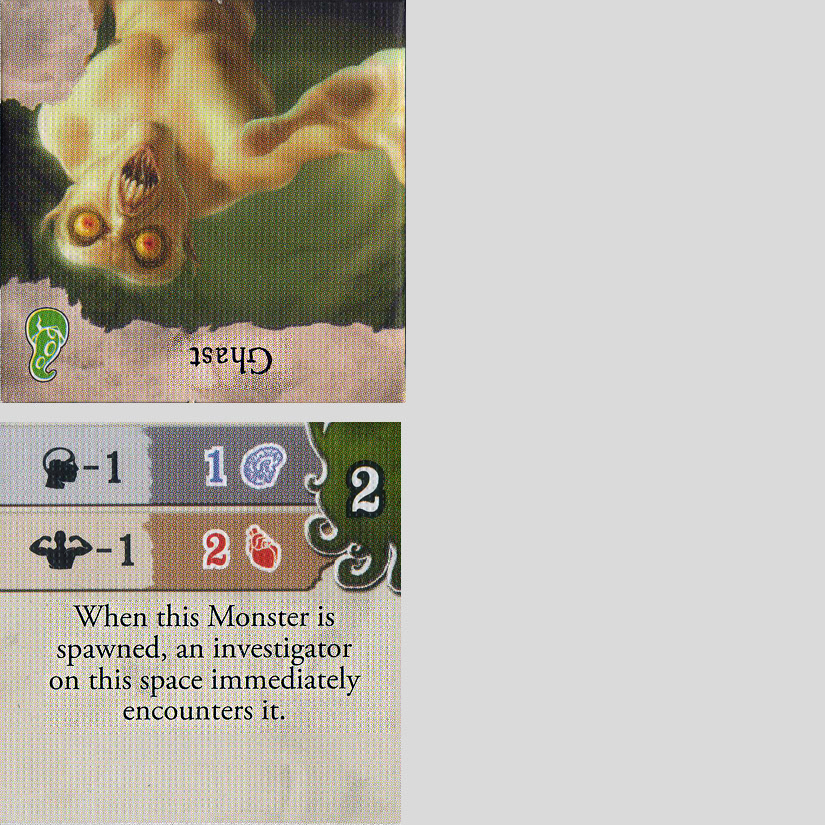 Ghast
-1 1 2
-1 2
When this Monster is
spawned, an investigator
on this space immediately
encounters it.